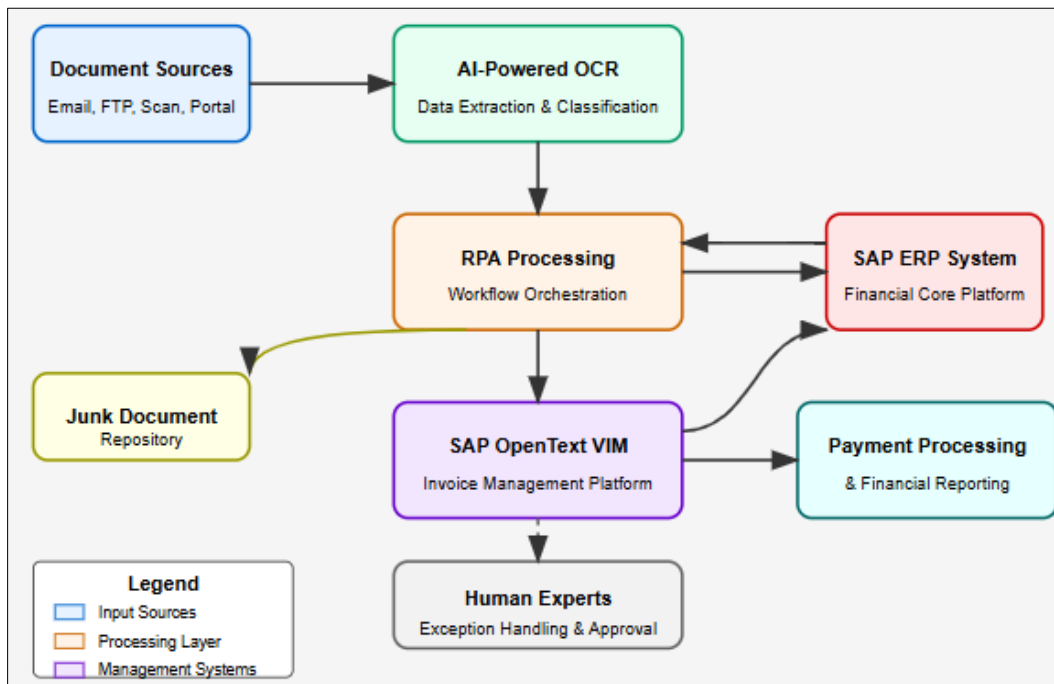 Document Sources
Email, FTP, Scan, Portal
AI-Powered OCR
Data Extraction & Classification
RPA Processing
Workflow Orchestration
SAP ERP System
Financial Core Platform
Junk Document
Repository
SAP OpenText VIM
Invoice Management Platform
Payment Processing
& Financial Reporting
Human Experts
Exception Handling & Approval
Legend
Input Sources
Processing Layer
Management Systems